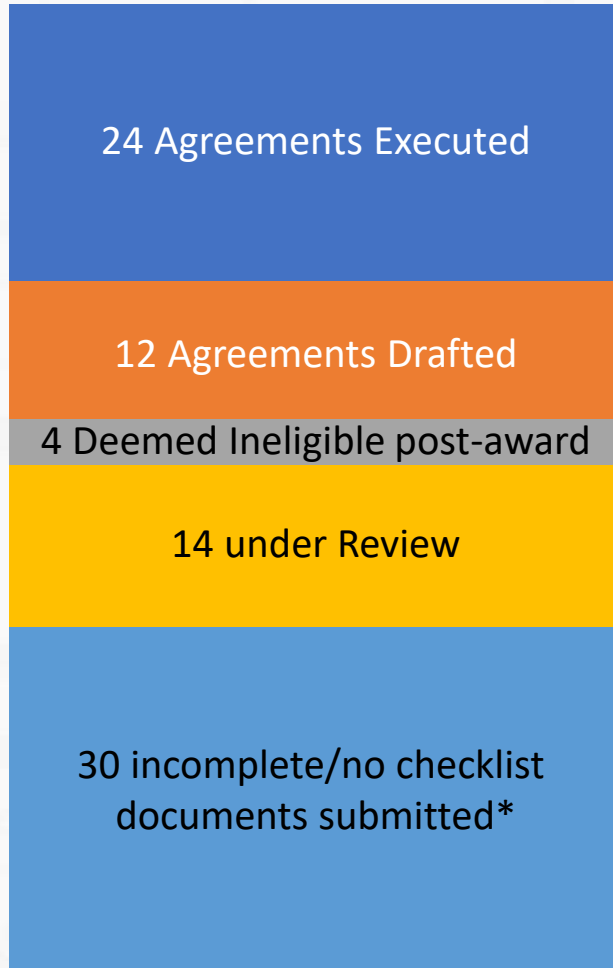 24 Agreements Executed
12 Agreements Drafted
4 Deemed Ineligible post-award
14 under Review
30 incomplete/no checklist
documents submitted*